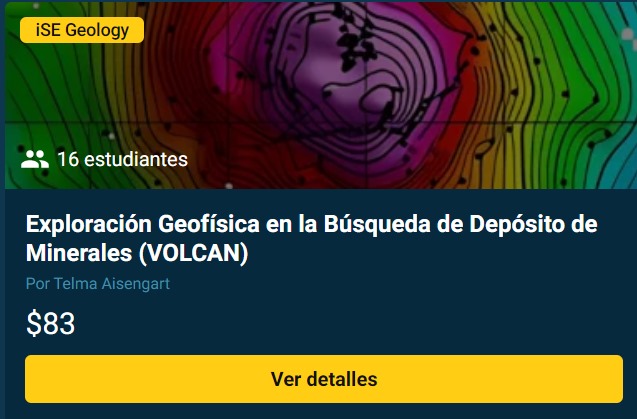 iSE Geology
16 estudiantes
Exploración Geofísica en la Búsqueda de Depósito de
Minerales (VOLCAN)
Por Telma Aisengart
$83
Ver detalles